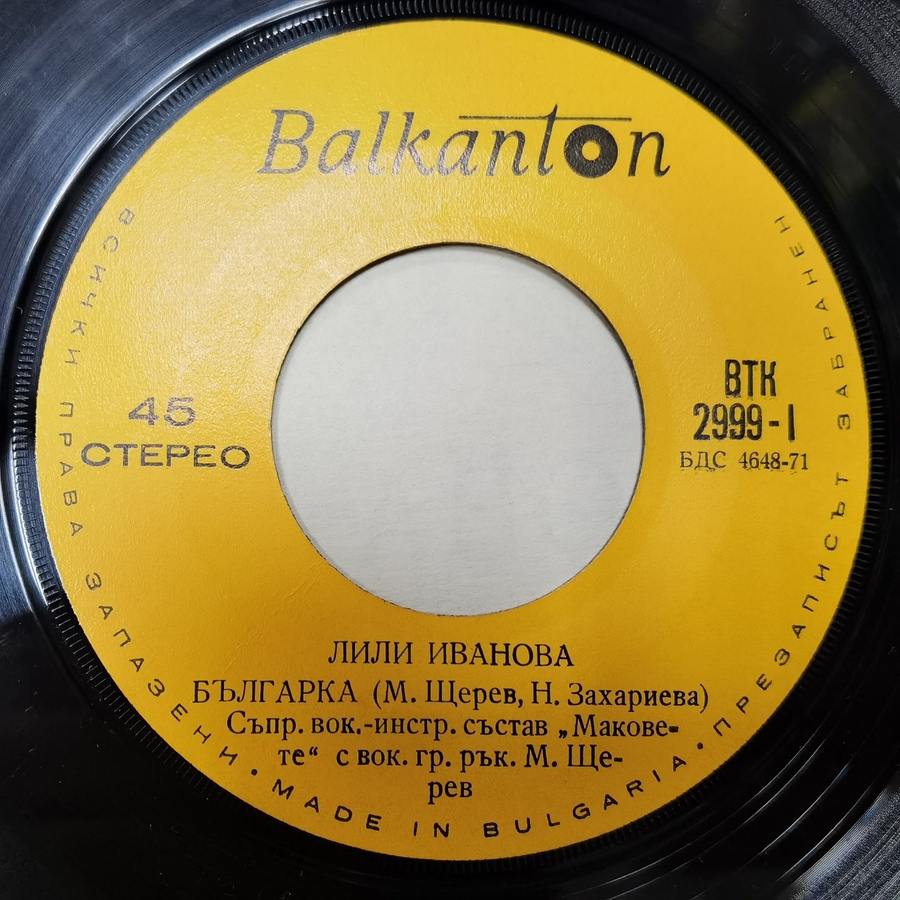 Balkanton
45
СТЕРЕО
ВТК
2999-I
БДС 4648-71
ЛИЛИ ИВАНОВА
БЪЛГАРКА (М. Щерев, Н. Захариева)
Съпр. вок.-инстр. състав „Макове-
те“ с вок. гр. рък. М. Ще-
рев
ВСИЧКИ ПРАВА ЗАПАЗЕНИ • MADE IN BULGARIA • ПРЕЗАПИСЪТ ЗАБРАНЕН